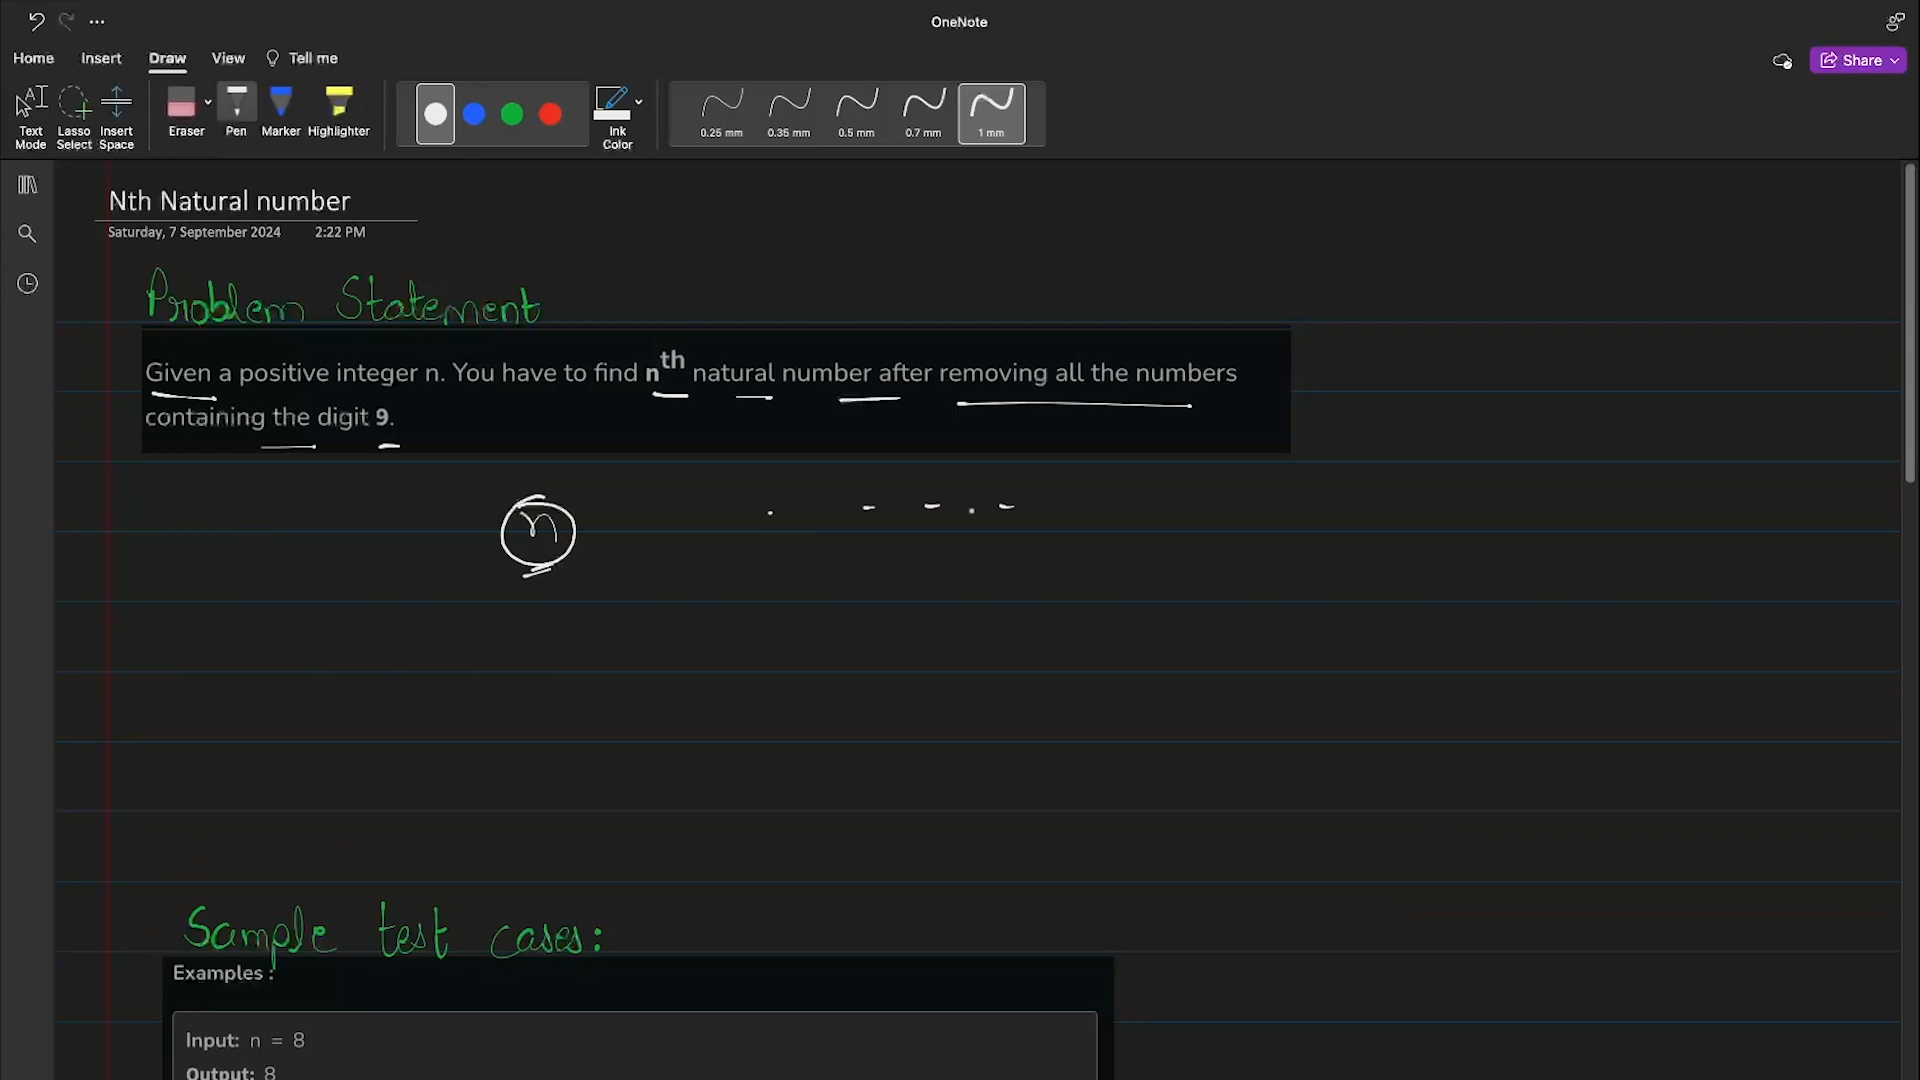 OneNote
Home Insert Draw View Tell me
Share
Text Mode Lasso Select Insert Space Eraser Pen Marker Highlighter Ink Color 0.25 mm 0.35 mm 0.5 mm 0.7 mm 1 mm
Nth Natural number
Saturday, 7 September 2024 2:22 PM
Problem Statement
Given a positive integer n. You have to find nth natural number after removing all the numbers
containing the digit 9.
n
Sample test cases:
Examples :
Input: n = 8
Output: 8